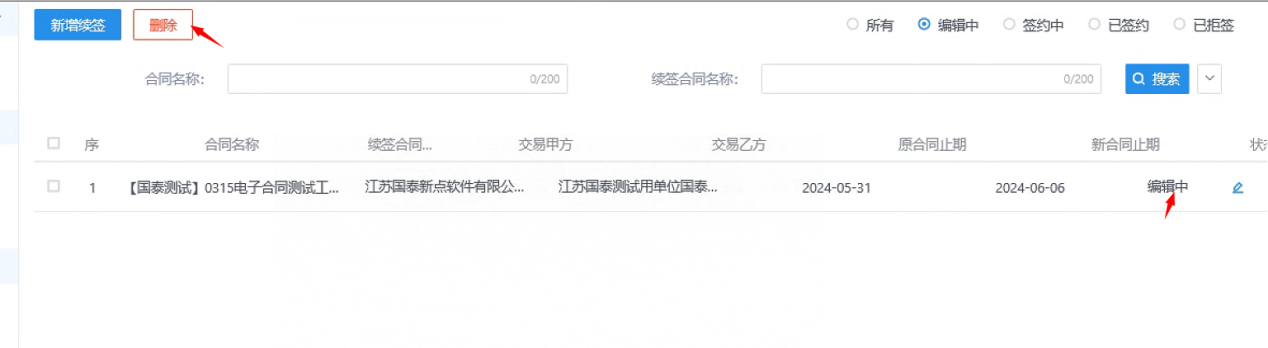 新增续签 删除 所有 编辑中 签约中 已签约 已拒签
合同名称: 0/200 续签合同名称: 0/200 搜索
序 合同名称 续签合同... 交易甲方 交易乙方 原合同止期 新合同止期
1 【国泰测试】0315电子合同测试工... 江苏国泰新点软件有限公... 江苏国泰测试用单位国泰... 2024-05-31 2024-06-06 编辑中